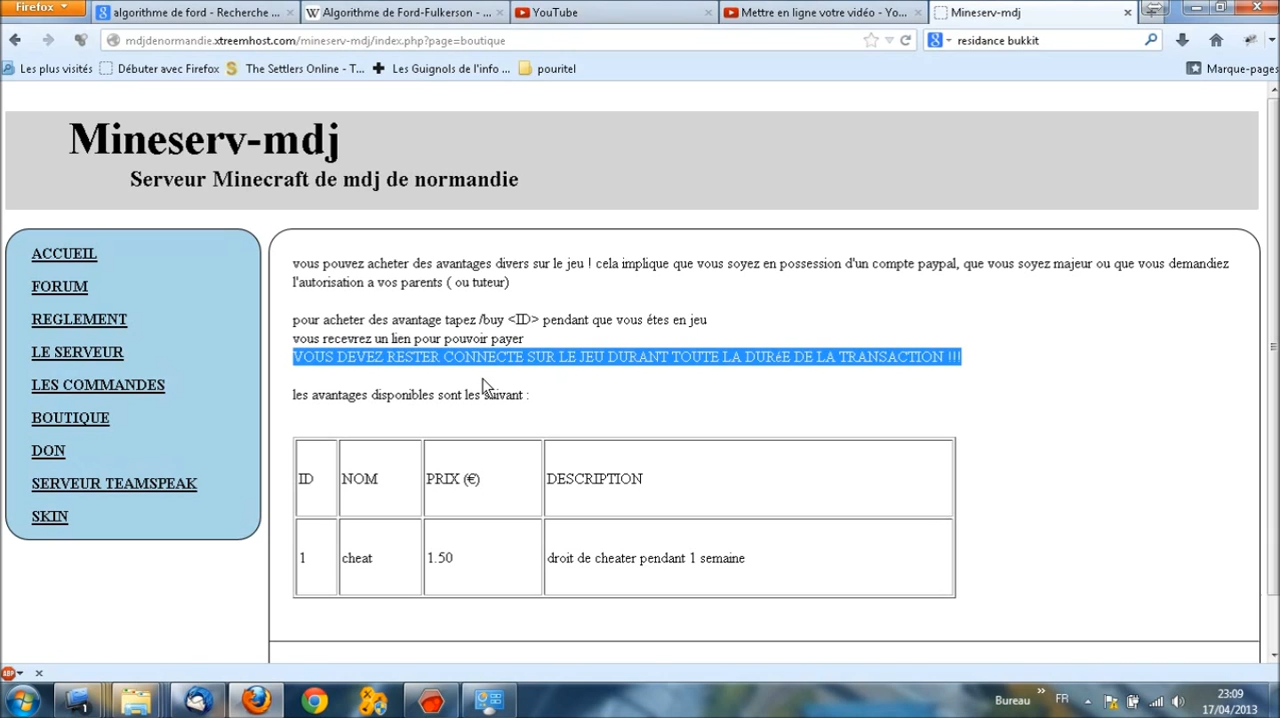 Firefox
algorithme de ford - Recherche ...
Algorithme de Ford-Fulkerson - ...
YouTube
Mettre en ligne votre vidéo - Yo...
Mineserv-mdj
mdjdenormandie.xtreemhost.com/mineserv-mdj/index.php?page=boutique
residance bukkit
Les plus visités
Débuter avec Firefox
The Settlers Online - T...
Les Guignols de l'info ...
pouritel
Marque-pages
Mineserv-mdj
Serveur Minecraft de mdj de normandie
ACCUEIL
FORUM
REGLEMENT
LE SERVEUR
LES COMMANDES
BOUTIQUE
DON
SERVEUR TEAMSPEAK
SKIN
vous pouvez acheter des avantages divers sur le jeu ! cela implique que vous soyez en possession d'un compte paypal, que vous soyez majeur ou que vous demandiez
l'autorisation a vos parents ( ou tuteur)
pour acheter des avantage tapez /buy <ID> pendant que vous étes en jeu
vous recevrez un lien pour pouvoir payer
VOUS DEVEZ RESTER CONNECTE SUR LE JEU DURANT TOUTE LA DURéE DE LA TRANSACTION !!!
les avantages disponibles sont les suivant :
ID NOM PRIX (€) DESCRIPTION
1 cheat 1.50 droit de cheater pendant 1 semaine
ABP
Bureau
FR
23:09
17/04/2013